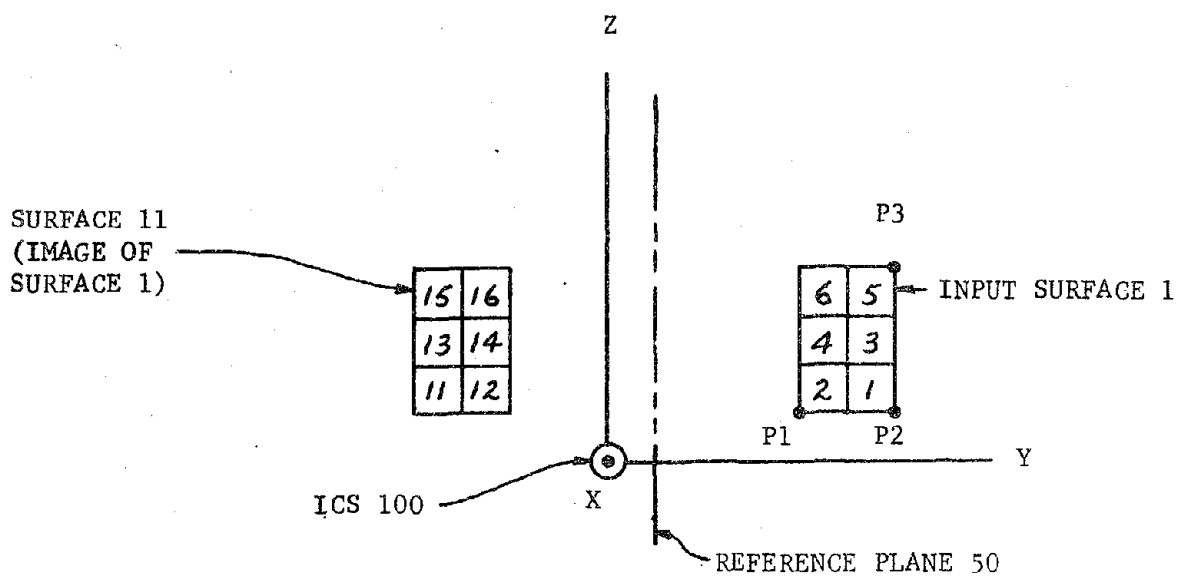 Z
P3
SURFACE 11
(IMAGE OF
SURFACE 1)
15 16
13 14
11 12
6 5
4 3
2 1
INPUT SURFACE 1
P1 P2
Y
X
ICS 100
REFERENCE PLANE 50